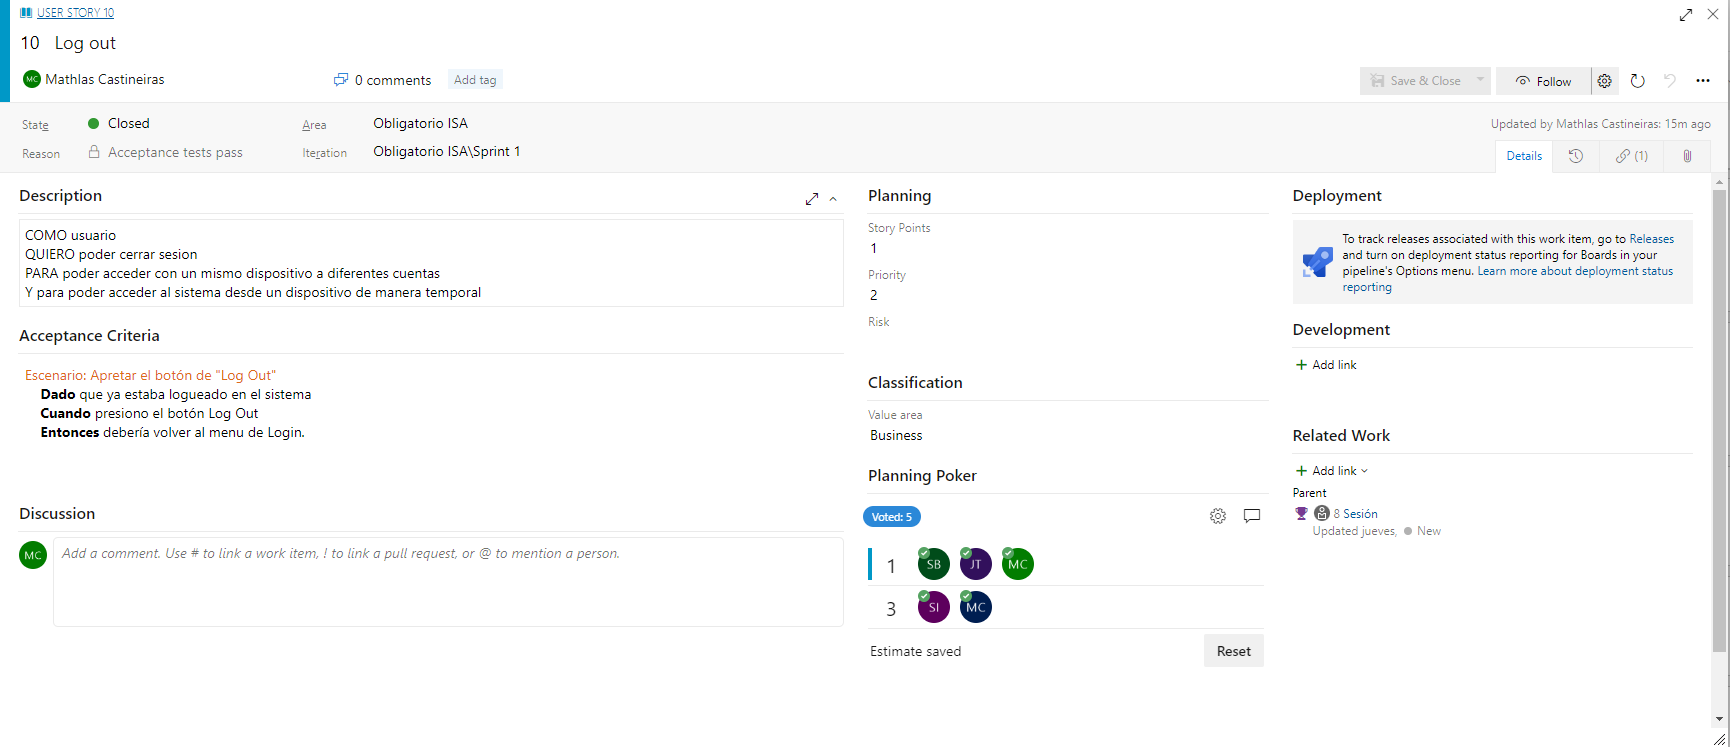 USER STORY 10
10 Log out
MC Mathlas Castineiras
0 comments
Add tag
Save & Close
Follow
State
Closed
Area
Obligatorio ISA
Updated by Mathlas Castineiras: 15m ago
Reason
Acceptance tests pass
Iteration
Obligatorio ISA\Sprint 1
Details
(1)
Description
COMO usuario
QUIERO poder cerrar sesion
PARA poder acceder con un mismo dispositivo a diferentes cuentas
Y para poder acceder al sistema desde un dispositivo de manera temporal
Acceptance Criteria
Escenario: Apretar el botón de "Log Out"
Dado que ya estaba logueado en el sistema
Cuando presiono el botón Log Out
Entonces debería volver al menu de Login.
Discussion
MC
Add a comment. Use # to link a work item, ! to link a pull request, or @ to mention a person.
Planning
Story Points
1
Priority
2
Risk
Classification
Value area
Business
Planning Poker
Voted: 5
1 SB JT MC
3 SI MC
Estimate saved
Reset
Deployment
To track releases associated with this work item, go to Releases
and turn on deployment status reporting for Boards in your
pipeline's Options menu. Learn more about deployment status
reporting
Development
Add link
Related Work
Add link
Parent
8 Sesión
Updated jueves, New